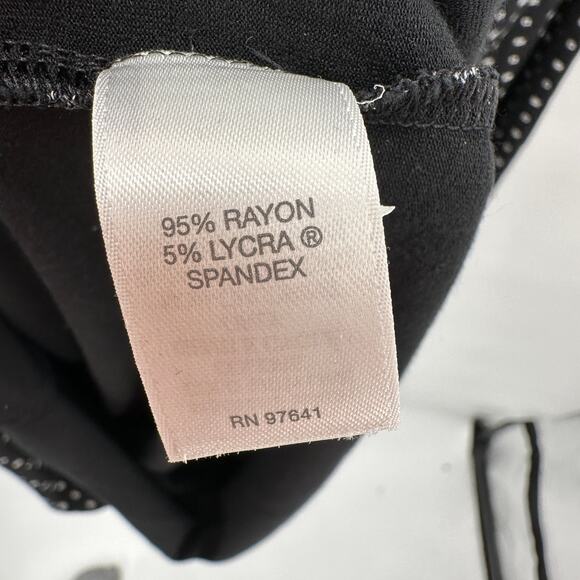 95% RAYON
5% LYCRA ®
SPANDEX
RN 97641